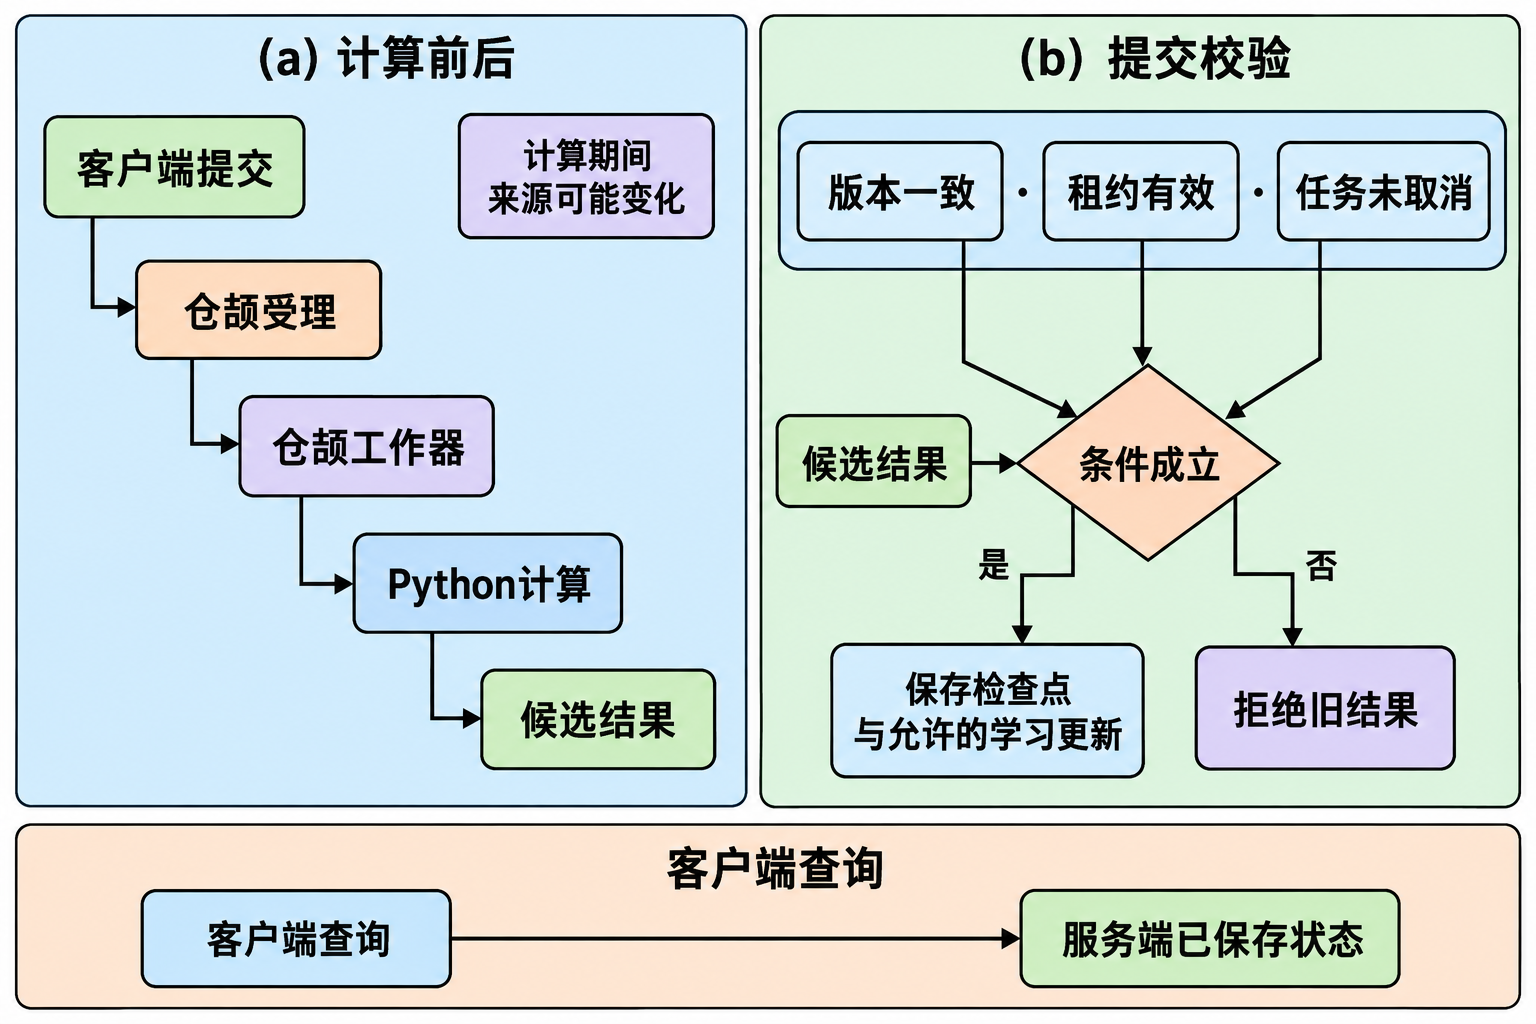 (a) 计算前后
客户端提交
计算期间
来源可能变化
仓颉受理
仓颉工作器
Python计算
候选结果
(b) 提交校验
版本一致 · 租约有效 · 任务未取消
候选结果
条件成立
是
否
保存检查点
与允许的学习更新
拒绝旧结果
客户端查询
客户端查询
服务端已保存状态